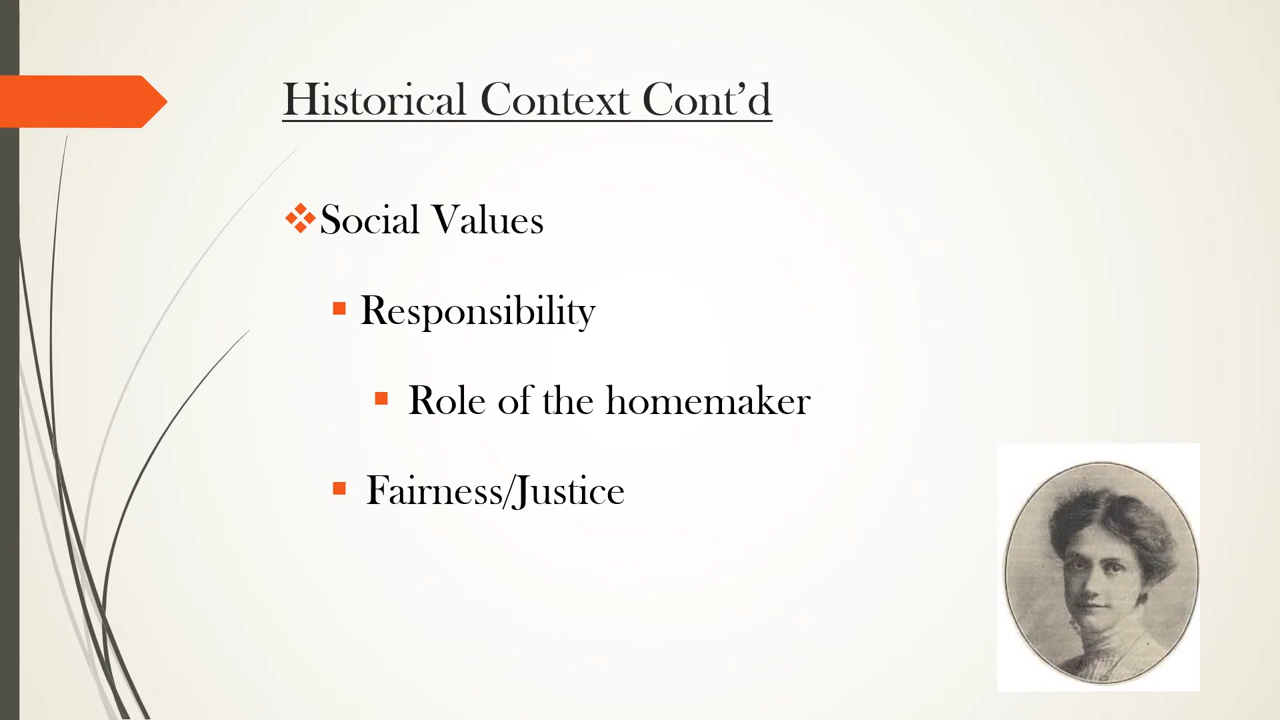 Historical Context Cont’d
Social Values
Responsibility
Role of the homemaker
Fairness/Justice